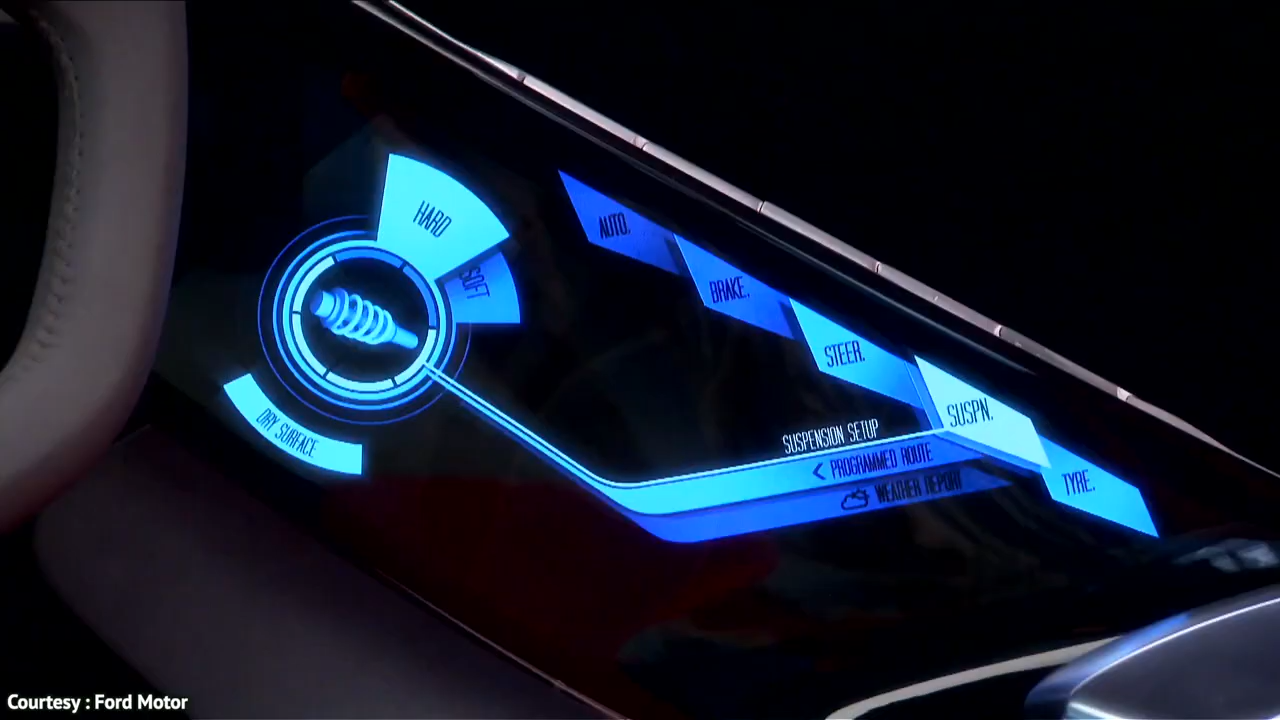 HARD
SOFT
DRY SURFACE
AUTO.
BRAKE.
STEER.
SUSPN.
TYRE.
SUSPENSION SETUP
< PROGRAMMED ROUTE
WEATHER REPORT
Courtesy : Ford Motor